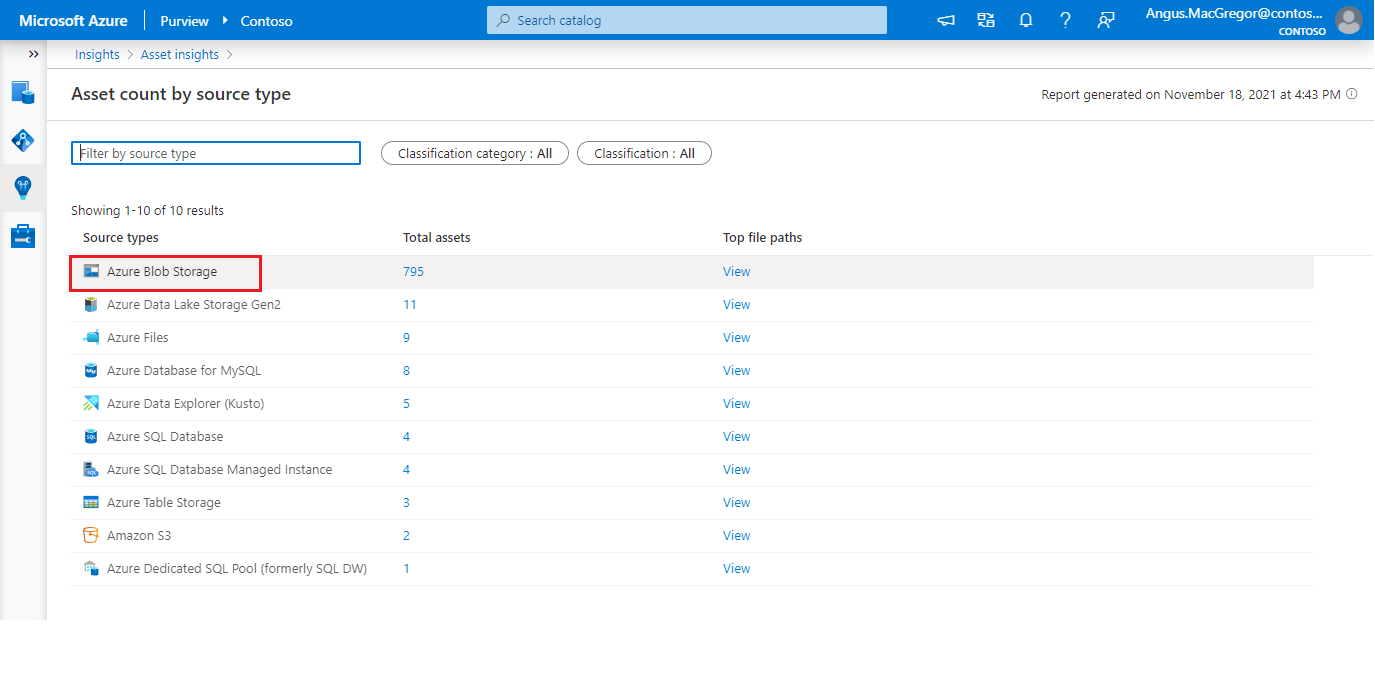 Microsoft Azure Purview Contoso Search catalog Angus.MacGregor@contos...
CONTOSO
Insights Asset insights
Asset count by source type Report generated on November 18, 2021 at 4:43 PM
Filter by source type Classification category : All Classification : All
Showing 1-10 of 10 results
Source types Total assets Top file paths
Azure Blob Storage 795 View
Azure Data Lake Storage Gen2 11 View
Azure Files 9 View
Azure Database for MySQL 8 View
Azure Data Explorer (Kusto) 5 View
Azure SQL Database 4 View
Azure SQL Database Managed Instance 4 View
Azure Table Storage 3 View
Amazon S3 2 View
Azure Dedicated SQL Pool (formerly SQL DW) 1 View